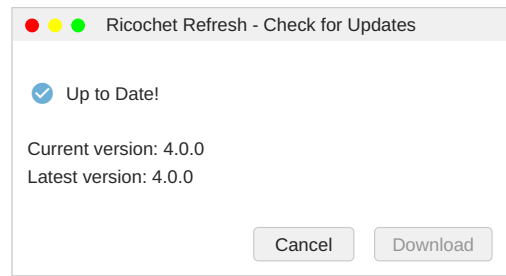 Ricochet Refresh - Check for Updates
Up to Date!
Current version: 4.0.0
Latest version: 4.0.0
Cancel Download